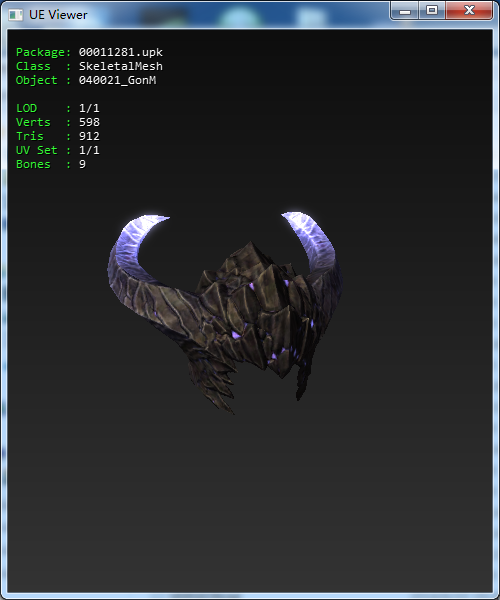 UE Viewer
Package: 00011281.upk
Class  : SkeletalMesh
Object : 040021_GonM
LOD    : 1/1
Verts  : 598
Tris   : 912
UV Set : 1/1
Bones  : 9